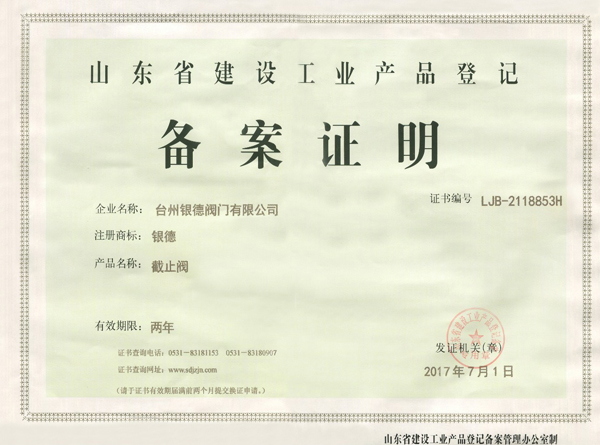 山东省建设工业产品登记
备案证明
证书编号 LJB-2118853H
企业名称： 台州银德阀门有限公司
注册商标： 银德
产品名称： 截止阀
有效期限： 两年
证书查询电话：0531-83181153 0531-83180907
证书查询网址：www.sdjzjn.com
（请于证书有效期届满前两个月提交换证申请。）
发证机关(章)
2017年7月1日
山东省建设工业产品登记备案管理办公室制